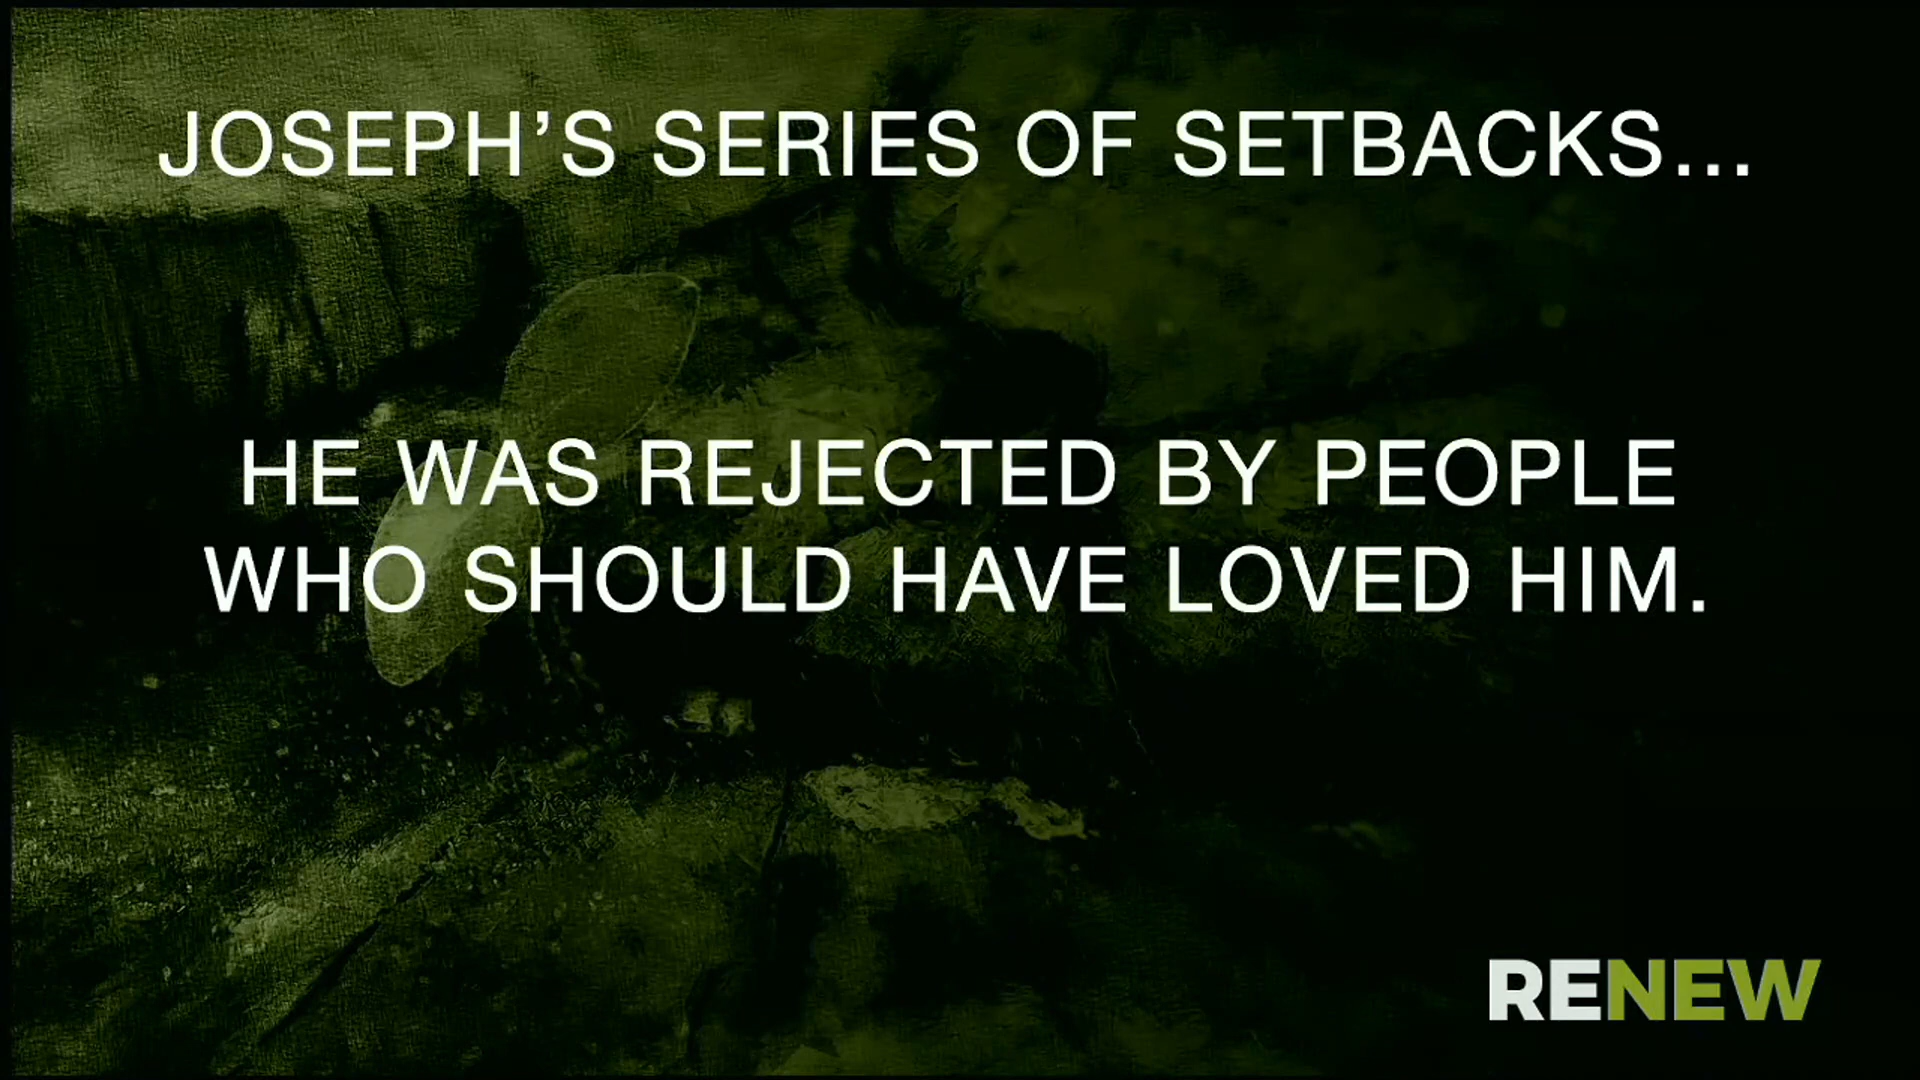 JOSEPH’S SERIES OF SETBACKS...
HE WAS REJECTED BY PEOPLE
WHO SHOULD HAVE LOVED HIM.
RENEW